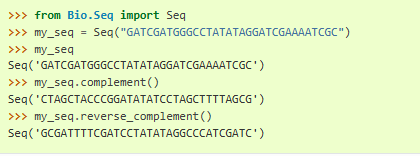 >>> from Bio.Seq import Seq
>>> my_seq = Seq("GATCGATGGGCCTATATAGGATCGAAAATCGC")
>>> my_seq
Seq('GATCGATGGGCCTATATAGGATCGAAAATCGC')
>>> my_seq.complement()
Seq('CTAGCTACCCGGATATATCCTAGCTTTTAGCG')
>>> my_seq.reverse_complement()
Seq('GCGATTTTCGATCCTATATAGGCCCATCGATC')